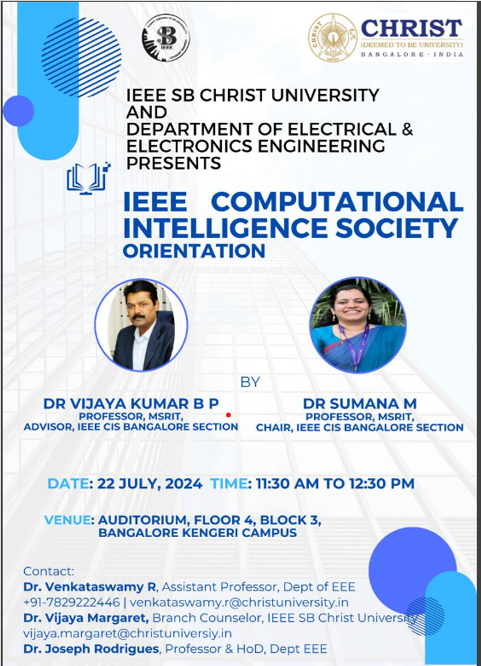 IEEE
CHRIST
(DEEMED TO BE UNIVERSITY)
BANGALORE · INDIA
IEEE SB CHRIST UNIVERSITY
AND
DEPARTMENT OF ELECTRICAL &
ELECTRONICS ENGINEERING
PRESENTS
IEEE COMPUTATIONAL
INTELLIGENCE SOCIETY
ORIENTATION
BY
DR VIJAYA KUMAR B P
PROFESSOR, MSRIT,
ADVISOR, IEEE CIS BANGALORE SECTION
DR SUMANA M
PROFESSOR, MSRIT,
CHAIR, IEEE CIS BANGALORE SECTION
DATE: 22 JULY, 2024 TIME: 11:30 AM TO 12:30 PM
VENUE: AUDITORIUM, FLOOR 4, BLOCK 3,
BANGALORE KENGERI CAMPUS
Contact:
Dr. Venkataswamy R, Assistant Professor, Dept of EEE
+91-7829222446 | venkataswamy.r@christuniversity.in
Dr. Vijaya Margaret, Branch Counselor, IEEE SB Christ University
vijaya.margaret@christuniversiy.in
Dr. Joseph Rodrigues, Professor & HoD, Dept EEE